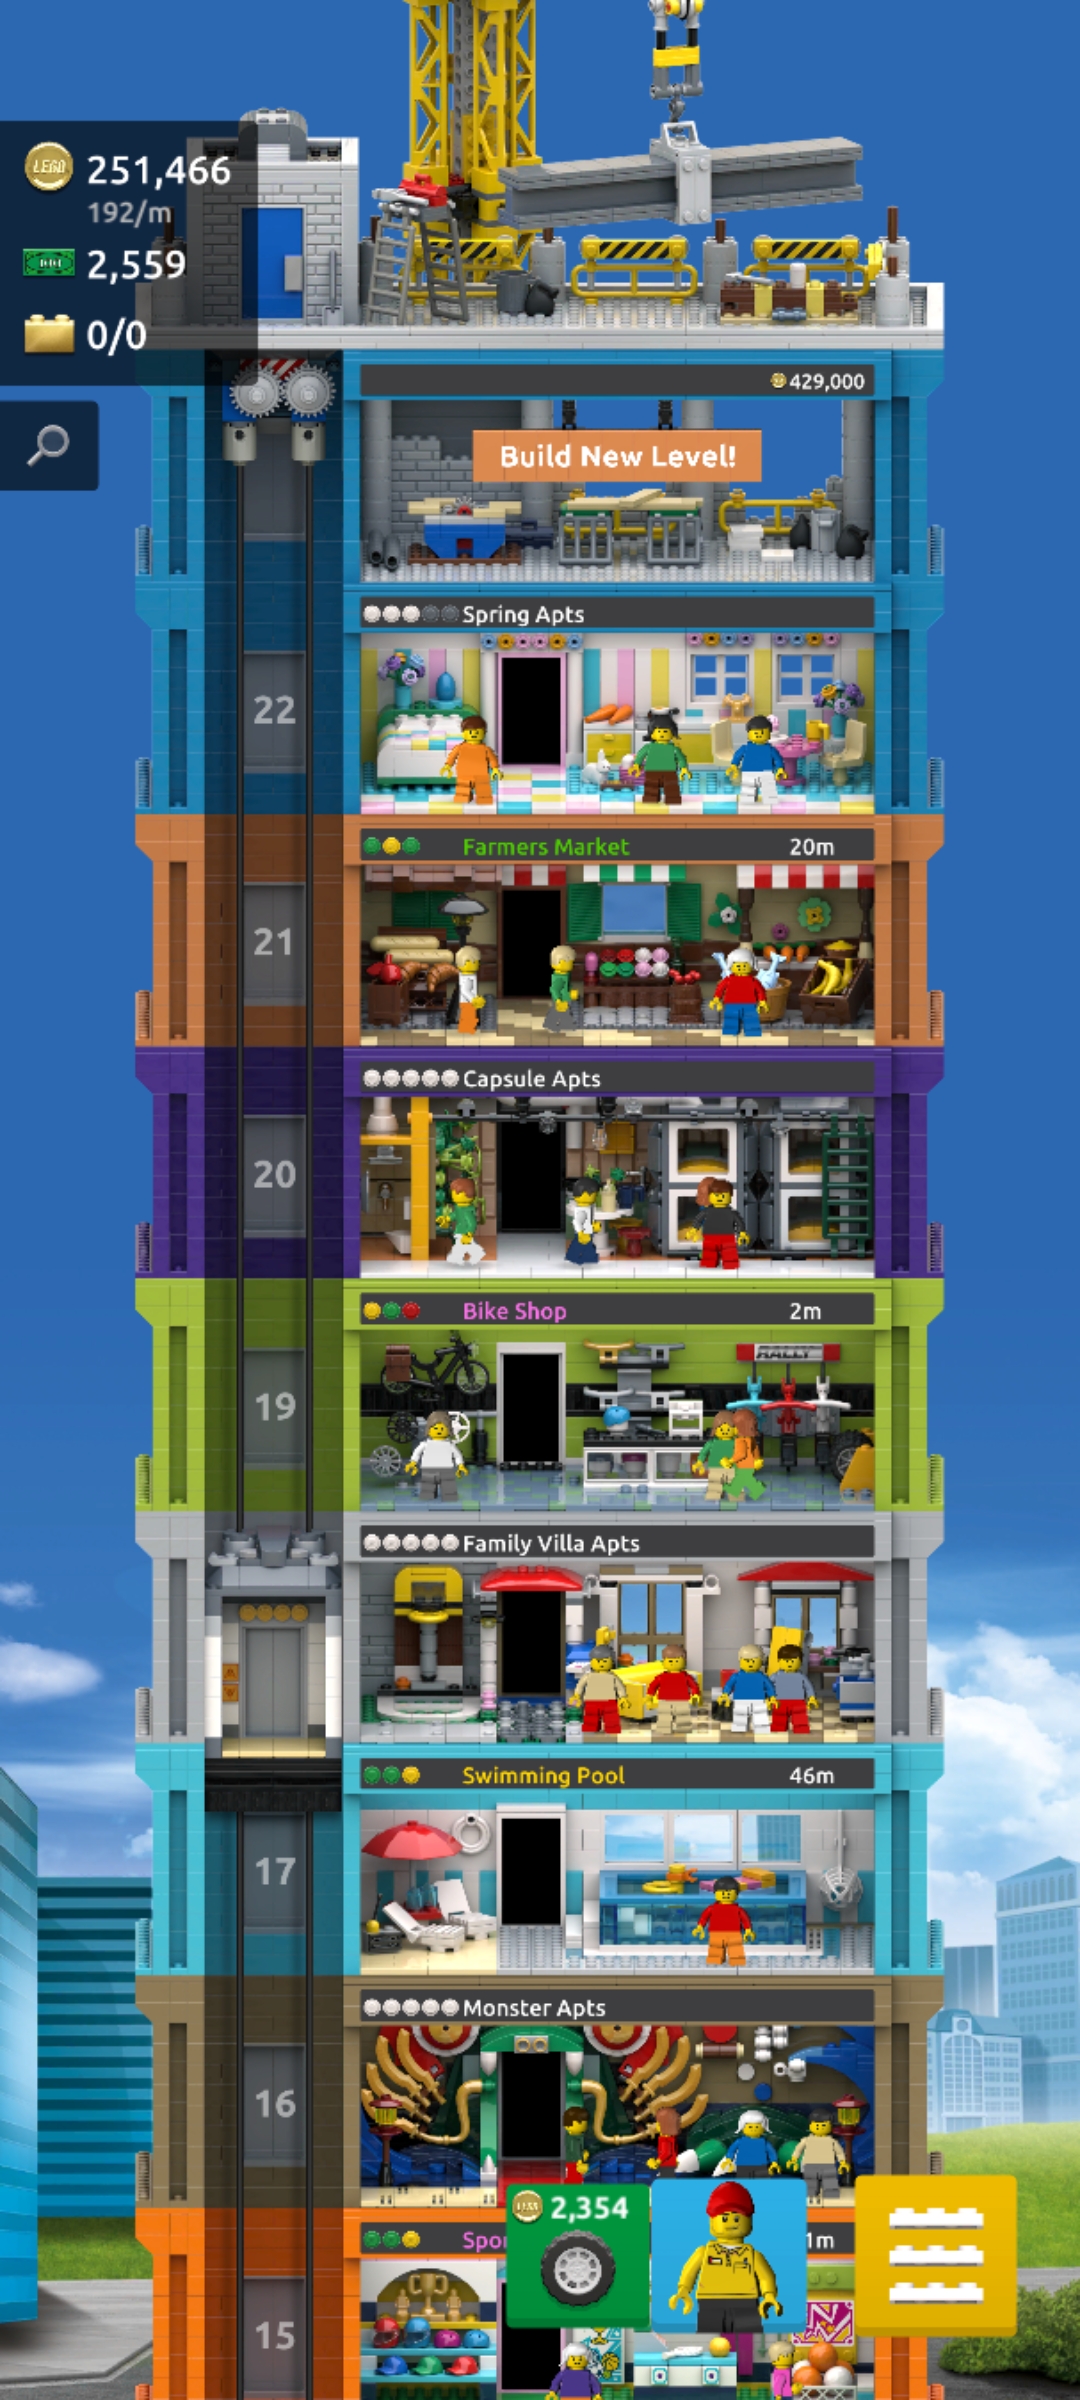 LEGO 251,466
192/m
2,559
0/0
429,000
Build New Level!
Spring Apts
22
Farmers Market 20m
21
Capsule Apts
20
Bike Shop 2m
RALLY
19
Family Villa Apts
Swimming Pool 46m
17
Monster Apts
16
2,354
Spor 1m
15